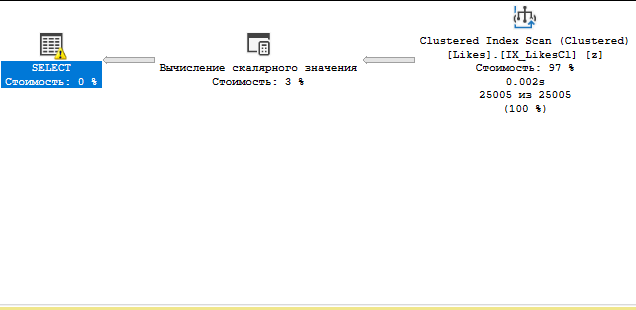 SELECT
Стоимость: 0 %
Вычисление скалярного значения
Стоимость: 3 %
Clustered Index Scan (Clustered)
[Likes].[IX_LikesCl] [z]
Стоимость: 97 %
0.002s
25005 из 25005
(100 %)